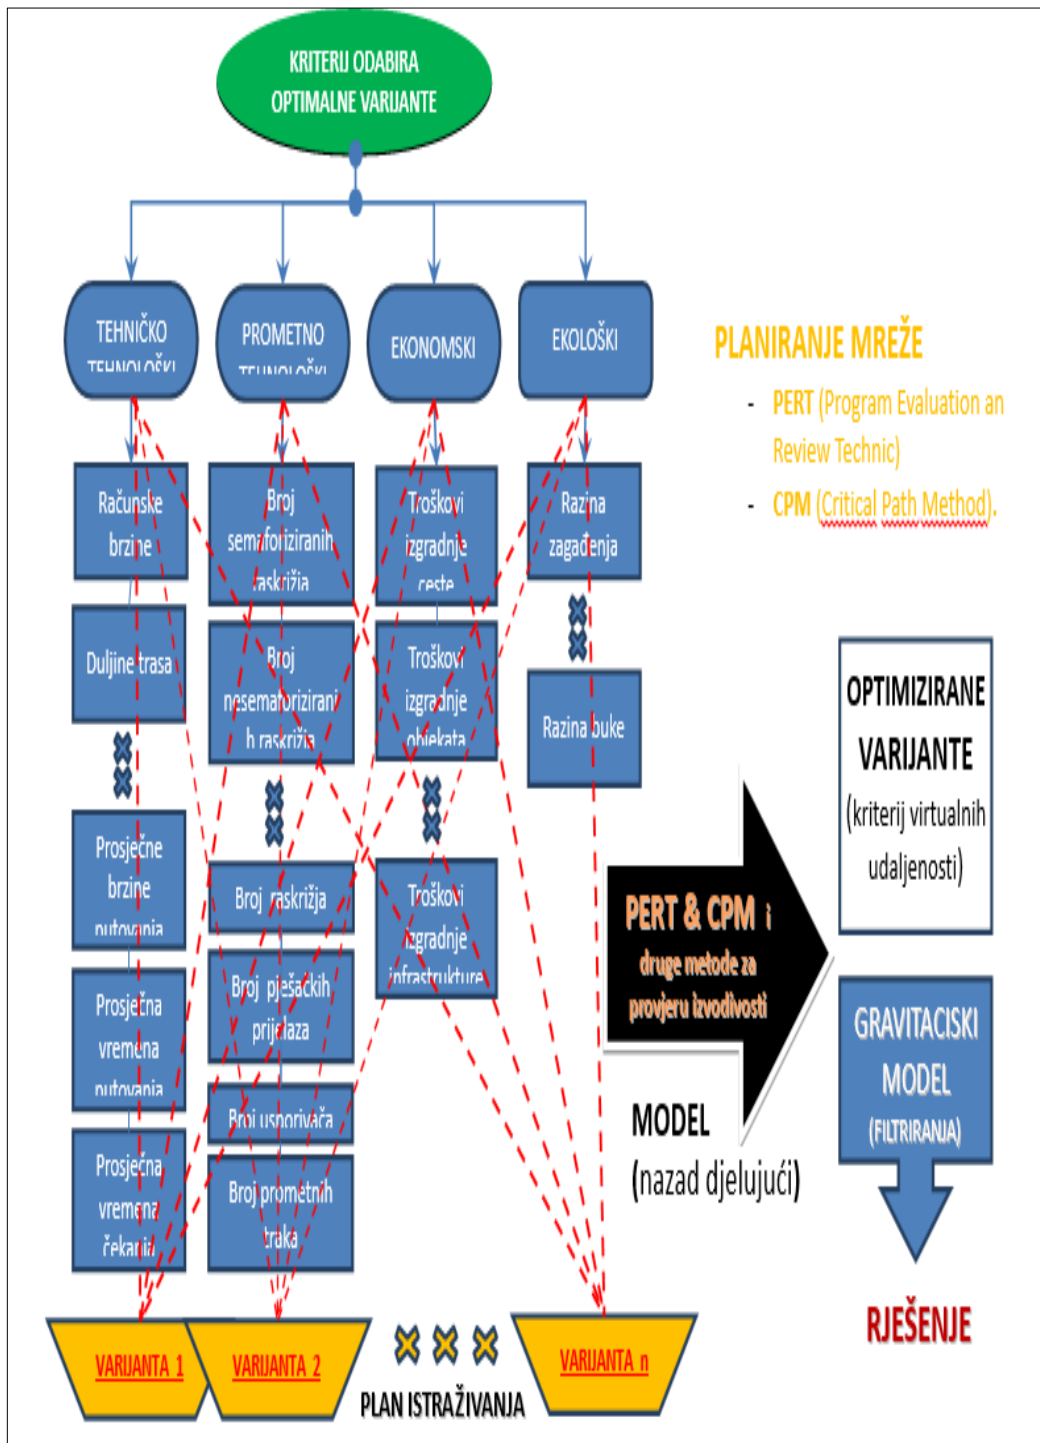 KRITERIJ ODABIRA
OPTIMALNE VARIJANTE
TEHNIČKO
TEHNOLOŠKI
PROMETNO
TEHNOLOŠKI
EKONOMSKI
EKOLOŠKI
Računske
brzine
Duljine trasa
Prosječne
brzine
putovanja
Prosječna
vremena
putovanja
Prosječna
vremena
čekanja
Broj
semaforiziranih
raskrižja
Broj
nesemaforizirani
h raskrižja
Broj raskrižja
Broj pješačkih
prijelaza
Broj usporivača
Broj prometnih
traka
Troškovi
izgradnje
ceste
Troškovi
izgradnje
objekata
Troškovi
izgradnje
infrastrukture
Razina
zagađenja
Razina buke
VARIJANTA 1
VARIJANTA 2
VARIJANTA n
PLAN ISTRAŽIVANJA
PLANIRANJE MREŽE
- PERT (Program Evaluation an
Review Technic)
- CPM (Critical Path Method).
PERT & CPM i
druge metode za
provjeru izvodivosti
MODEL
(nazad djelujući)
OPTIMIZIRANE
VARIJANTE
(kriterij virtualnih
udaljenosti)
GRAVITACISKI
MODEL
(FILTRIRANJA)
RJEŠENJE